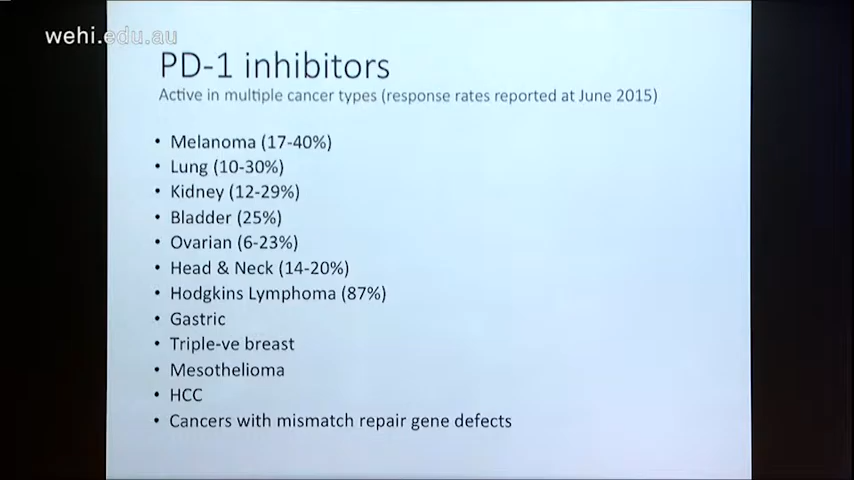 wehi.edu.au
PD-1 inhibitors
Active in multiple cancer types (response rates reported at June 2015)
• Melanoma (17-40%)
• Lung (10-30%)
• Kidney (12-29%)
• Bladder (25%)
• Ovarian (6-23%)
• Head & Neck (14-20%)
• Hodgkins Lymphoma (87%)
• Gastric
• Triple-ve breast
• Mesothelioma
• HCC
• Cancers with mismatch repair gene defects